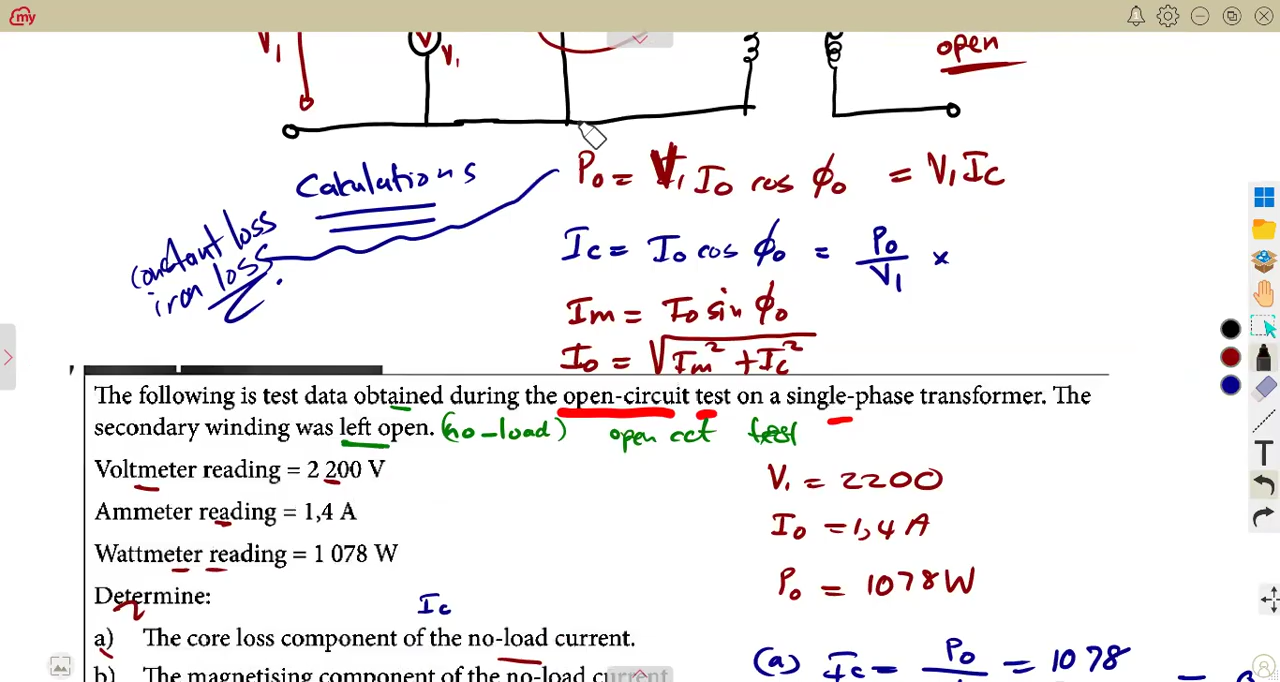 my
V₁
V
V₁
open
Calculations
P₀ = V₁ I₀ cos ϕ₀ = V₁ Ic
constant loss
iron loss.
Ic = I₀ cos ϕ₀ = P₀/V₁ ×
Im = I₀ sin ϕ₀
I₀ = √(Im² + Ic²)
The following is test data obtained during the open-circuit test on a single-phase transformer. The
secondary winding was left open. (no-load) open cct test
Voltmeter reading = 2 200 V
V₁ = 2200
Ammeter reading = 1,4 A
I₀ = 1,4 A
Wattmeter reading = 1 078 W
P₀ = 1078 W
Determine:
Ic
a) The core loss component of the no-load current.
(a) Ic = P₀ = 1078 =
b) The magnetising component of the no-load current
T